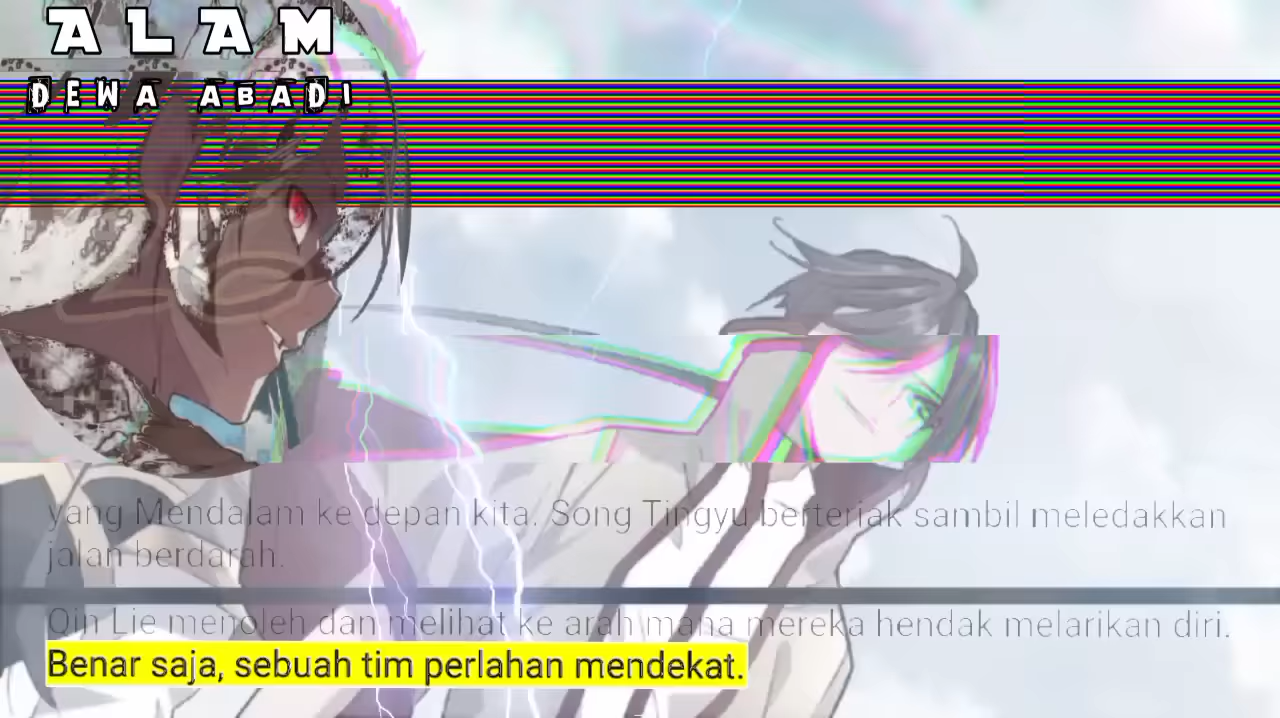 ALAM
DEWA ABADI
yang Mendalam ke depan kita. Song Tingyu berteriak sambil meledakkan
jalan berdarah.
Qin Lie menoleh dan melihat ke arah mana mereka hendak melarikan diri.
Benar saja, sebuah tim perlahan mendekat.